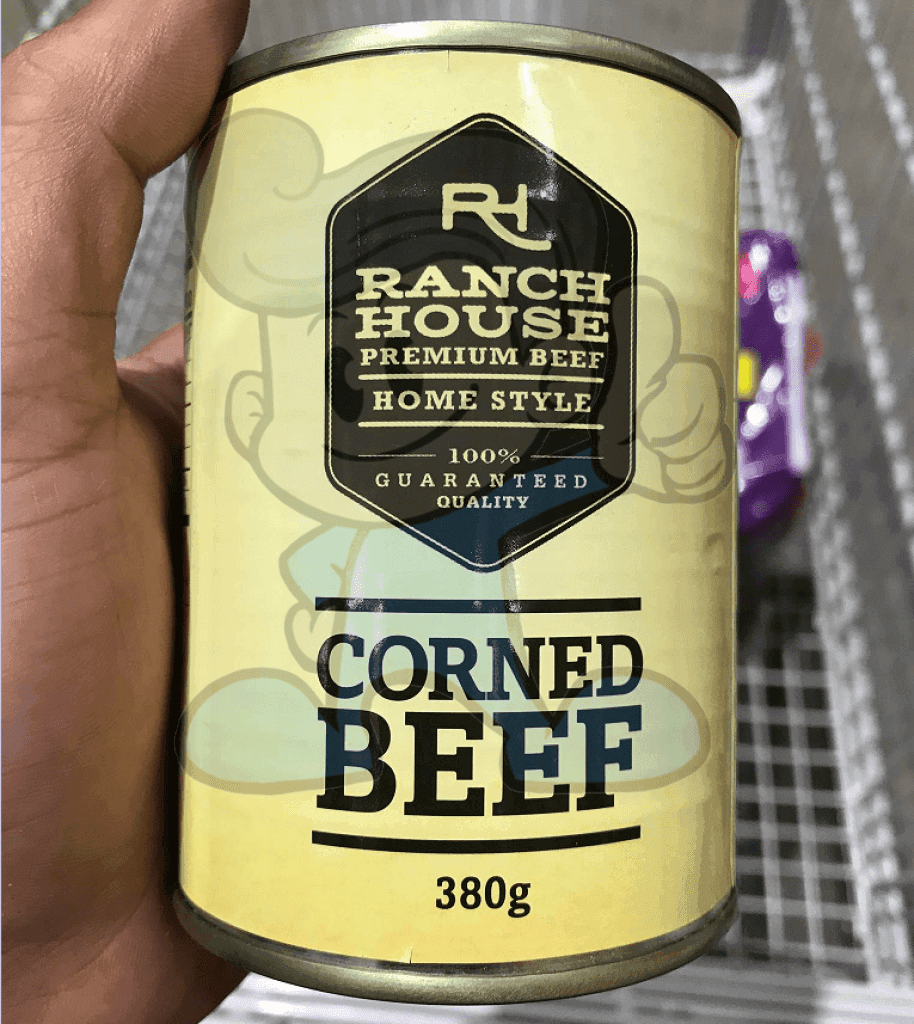 RH
RANCH
HOUSE
PREMIUM BEEF
HOME STYLE
100%
GUARANTEED
QUALITY
CORNED
BEEF
380g